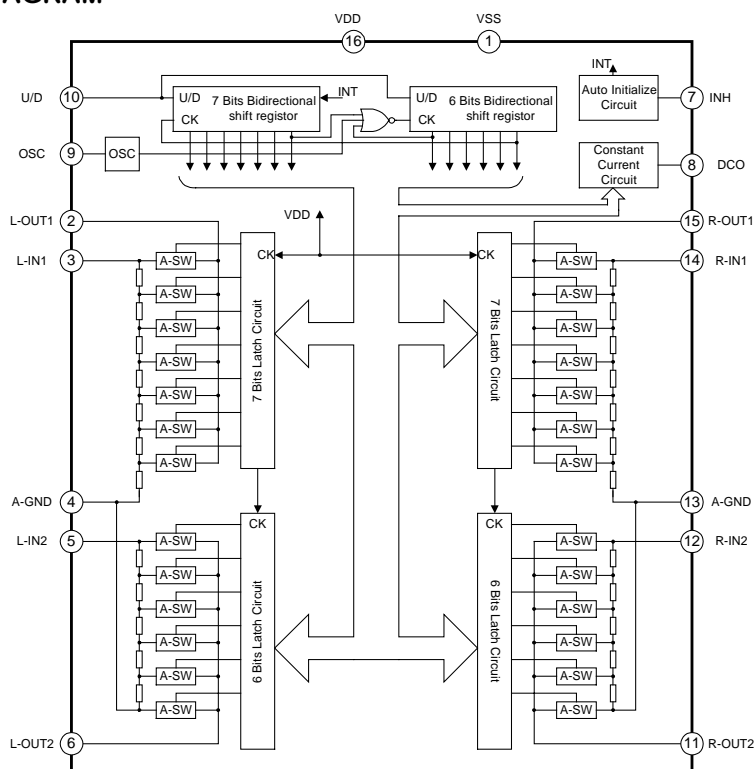 VDD VSS
16 1
U/D 10 U/D 7 Bits Bidirectional shift registor CK INT
U/D 6 Bits Bidirectional shift registor CK
INT Auto Initialize Circuit 7 INH
OSC 9 OSC
Constant Current Circuit 8 DCO
L-OUT1 2 VDD 15 R-OUT1
L-IN1 3 A-SW CK CK A-SW 14 R-IN1
A-SW A-SW
A-SW A-SW
A-SW 7 Bits Latch Circuit 7 Bits Latch Circuit A-SW
A-SW A-SW
A-SW A-SW
A-SW A-SW
A-GND 4 13 A-GND
L-IN2 5 A-SW CK CK A-SW 12 R-IN2
A-SW A-SW
A-SW A-SW
A-SW 6 Bits Latch Circuit 6 Bits Latch Circuit A-SW
A-SW A-SW
A-SW A-SW
L-OUT2 6 11 R-OUT2